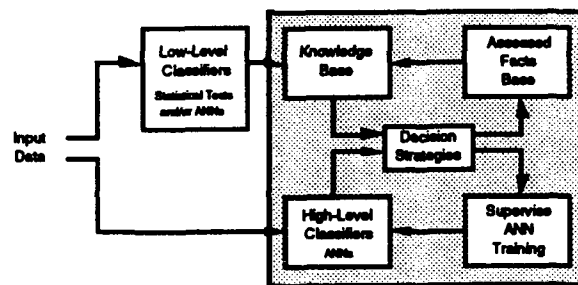 Low-Level
Classifiers
Statistical Tests
and/or ANNs
Knowledge
Base
Assessed
Facts
Base
Input
Data
Decision
Strategies
High-Level
Classifiers
ANNs
Supervise
ANN
Training